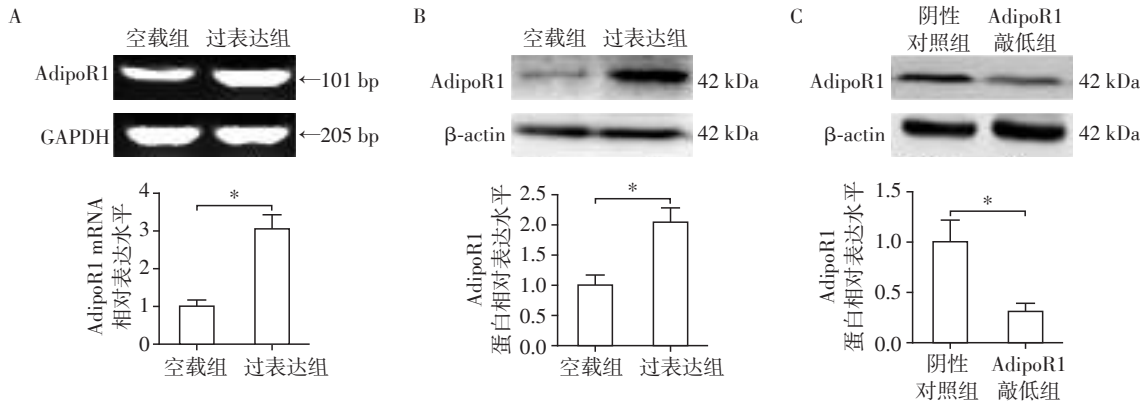 A
空载组 过表达组
AdipoR1
←101 bp
GAPDH
←205 bp
AdipoR1 mRNA
相对表达水平
4
3
2
1
0
*
空载组 过表达组
B
空载组 过表达组
AdipoR1
42 kDa
β-actin
42 kDa
AdipoR1
蛋白相对表达水平
2.5
2.0
1.5
1.0
0.5
0.0
*
空载组 过表达组
C
阴性
对照组
AdipoR1
敲低组
AdipoR1
42 kDa
β-actin
42 kDa
AdipoR1
蛋白相对表达水平
1.5
1.0
0.5
0.0
*
阴性
对照组
AdipoR1
敲低组